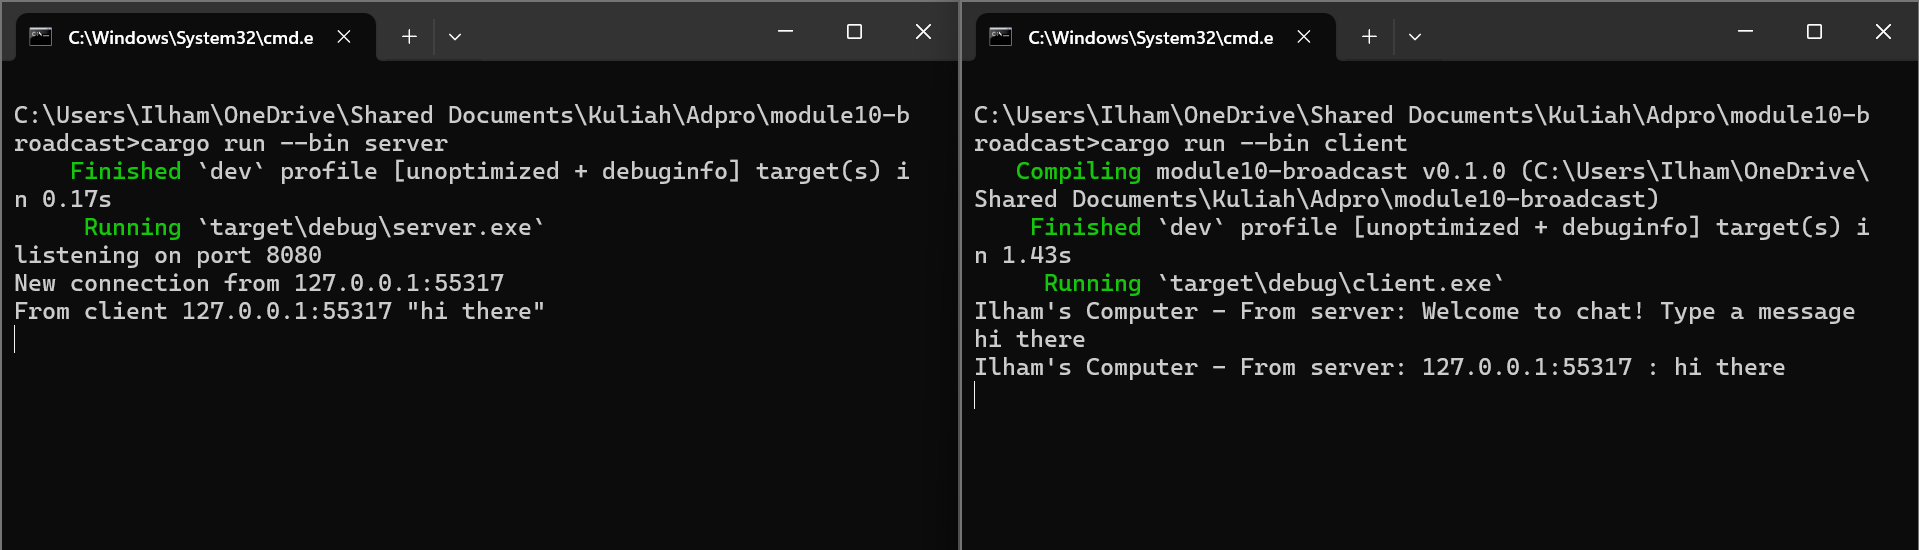 C:\Windows\System32\cmd.e
C:\Users\Ilham\OneDrive\Shared Documents\Kuliah\Adpro\module10-b
roadcast>cargo run --bin server
Finished `dev` profile [unoptimized + debuginfo] target(s) i
n 0.17s
Running `target\debug\server.exe`
listening on port 8080
New connection from 127.0.0.1:55317
From client 127.0.0.1:55317 "hi there"
C:\Windows\System32\cmd.e
C:\Users\Ilham\OneDrive\Shared Documents\Kuliah\Adpro\module10-b
roadcast>cargo run --bin client
Compiling module10-broadcast v0.1.0 (C:\Users\Ilham\OneDrive\
Shared Documents\Kuliah\Adpro\module10-broadcast)
Finished `dev` profile [unoptimized + debuginfo] target(s) i
n 1.43s
Running `target\debug\client.exe`
Ilham's Computer - From server: Welcome to chat! Type a message
hi there
Ilham's Computer - From server: 127.0.0.1:55317 : hi there